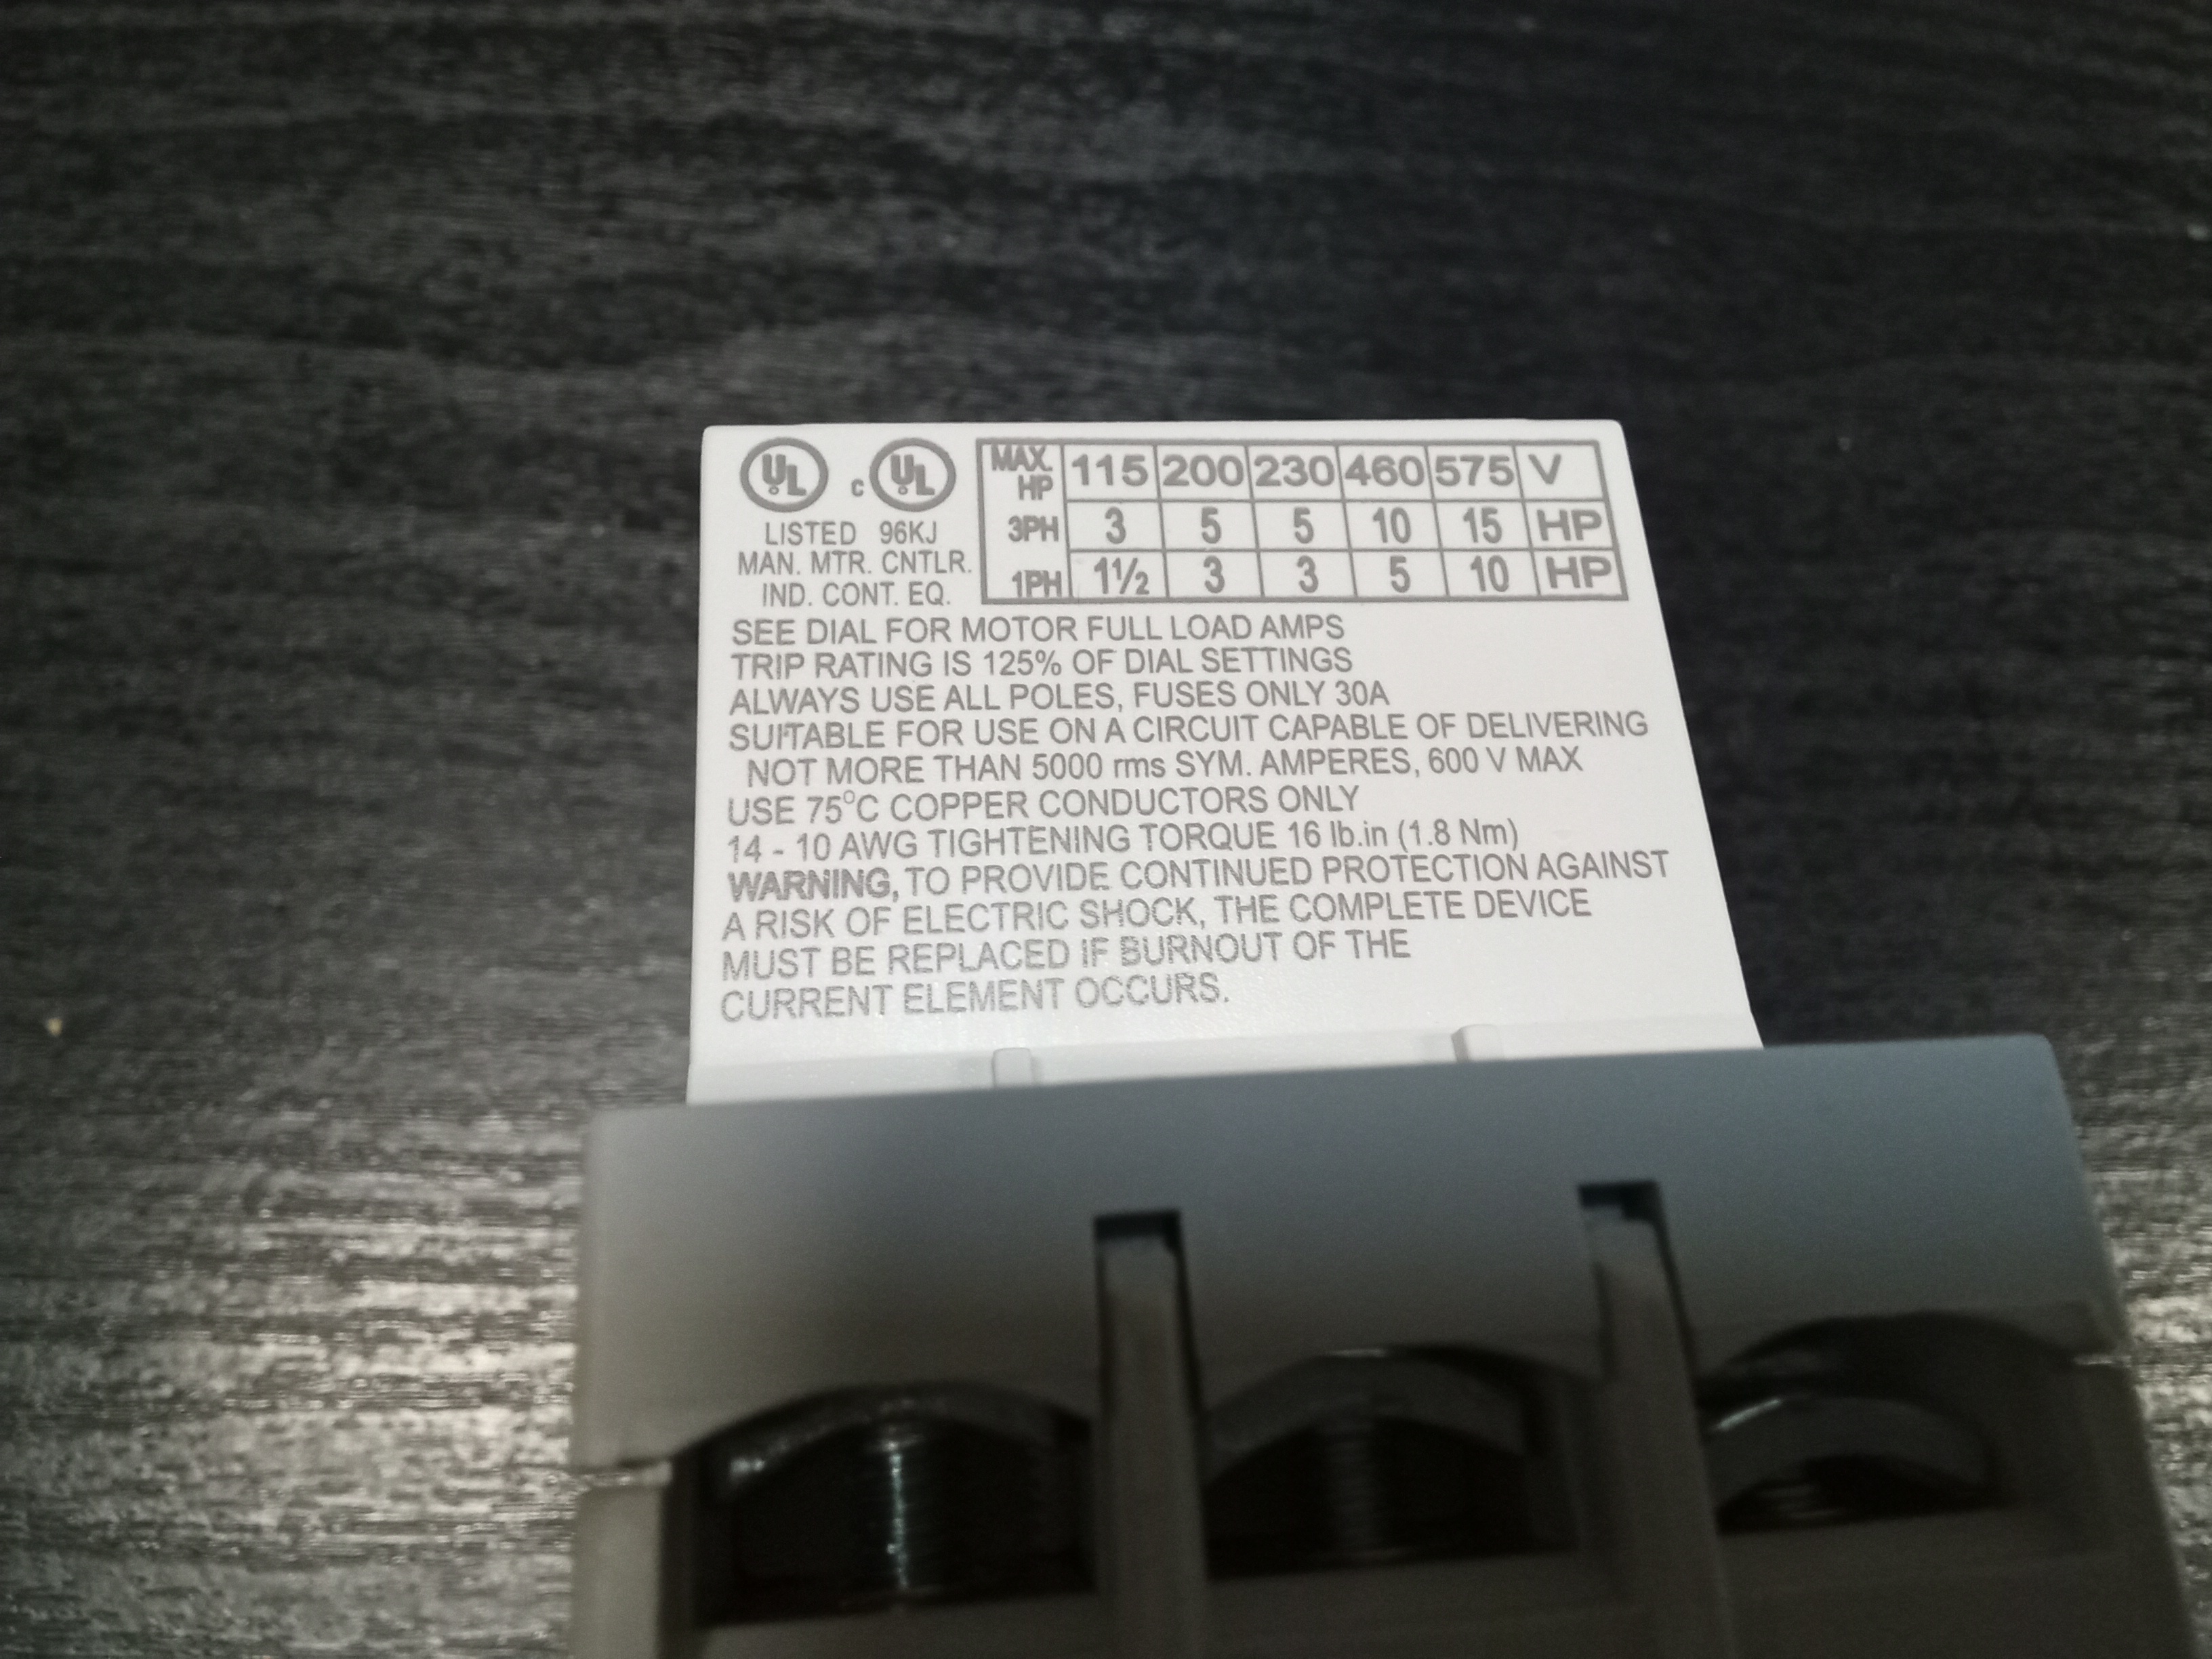 UL c UL
LISTED 96KJ
MAN. MTR. CNTLR.
IND. CONT. EQ.
MAX. HP 115 200 230 460 575 V
3PH 3 5 5 10 15 HP
1PH 1½ 3 3 5 10 HP
SEE DIAL FOR MOTOR FULL LOAD AMPS
TRIP RATING IS 125% OF DIAL SETTINGS
ALWAYS USE ALL POLES, FUSES ONLY 30A
SUITABLE FOR USE ON A CIRCUIT CAPABLE OF DELIVERING
NOT MORE THAN 5000 rms SYM. AMPERES, 600 V MAX
USE 75°C COPPER CONDUCTORS ONLY
14 - 10 AWG TIGHTENING TORQUE 16 lb.in (1.8 Nm)
WARNING, TO PROVIDE CONTINUED PROTECTION AGAINST
A RISK OF ELECTRIC SHOCK, THE COMPLETE DEVICE
MUST BE REPLACED IF BURNOUT OF THE
CURRENT ELEMENT OCCURS.